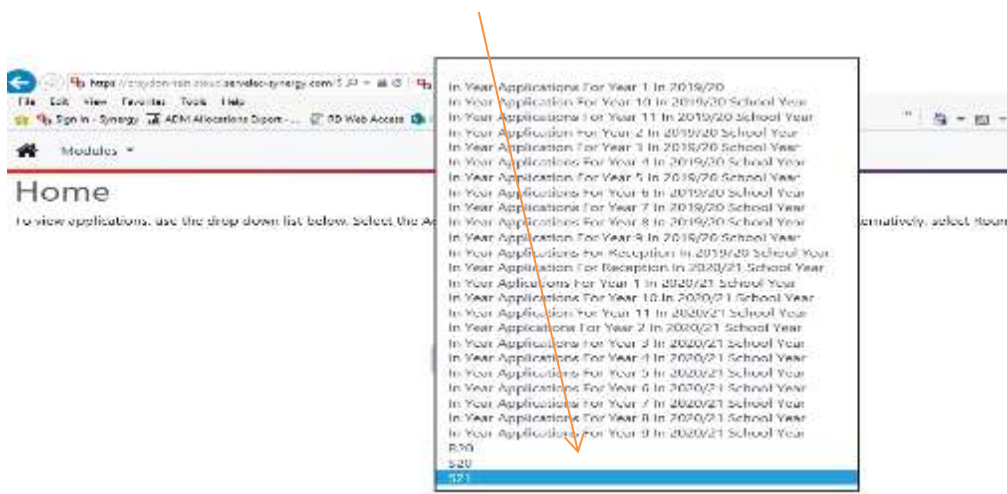 https
servelec-synergy.com
File Edit View Favorites Tools Help
Sign in - Synergy ADM Allocations Export - ... RD Web Access
Modules
Home
To view applications, use the drop down list below. Select the A
ernatively, select Roun
In Year Applications For Year 1 In 2019/20
In Year Application For Year 10 In 2019/20 School Year
In Year Applications For Year 11 In 2019/20 School Year
In Year Application For Year 2 In 2019/20 School Year
In Year Application For Year 3 In 2019/20 School Year
In Year Applications For Year 4 In 2019/20 School Year
In Year Applications For Year 5 In 2019/20 School Year
In Year Applications For Year 6 In 2019/20 School Year
In Year Applications For Year 7 In 2019/20 School Year
In Year Applications For Year 8 In 2019/20 School Year
In Year Application For Year 9 In 2019/20 School Year
In Year Applications For Reception In 2019/20 School Year
In Year Application For Reception In 2020/21 School Year
In Year Aplications For Year 1 In 2020/21 School Year
In Year Applications For Year 10 In 2020/21 School Year
In Year Application For Year 11 In 2020/21 School Year
In Year Applications For Year 2 In 2020/21 School Year
In Year Applications For Year 3 In 2020/21 School Year
In Year Applications For Year 4 In 2020/21 School Year
In Year Applications For Year 5 In 2020/21 School Year
In Year Applications For Year 6 In 2020/21 School Year
In Year Applications For Year 7 In 2020/21 School Year
In Year Applications For Year 8 In 2020/21 School Year
In Year Applications For Year 9 In 2020/21 School Year
R20
S20
S21